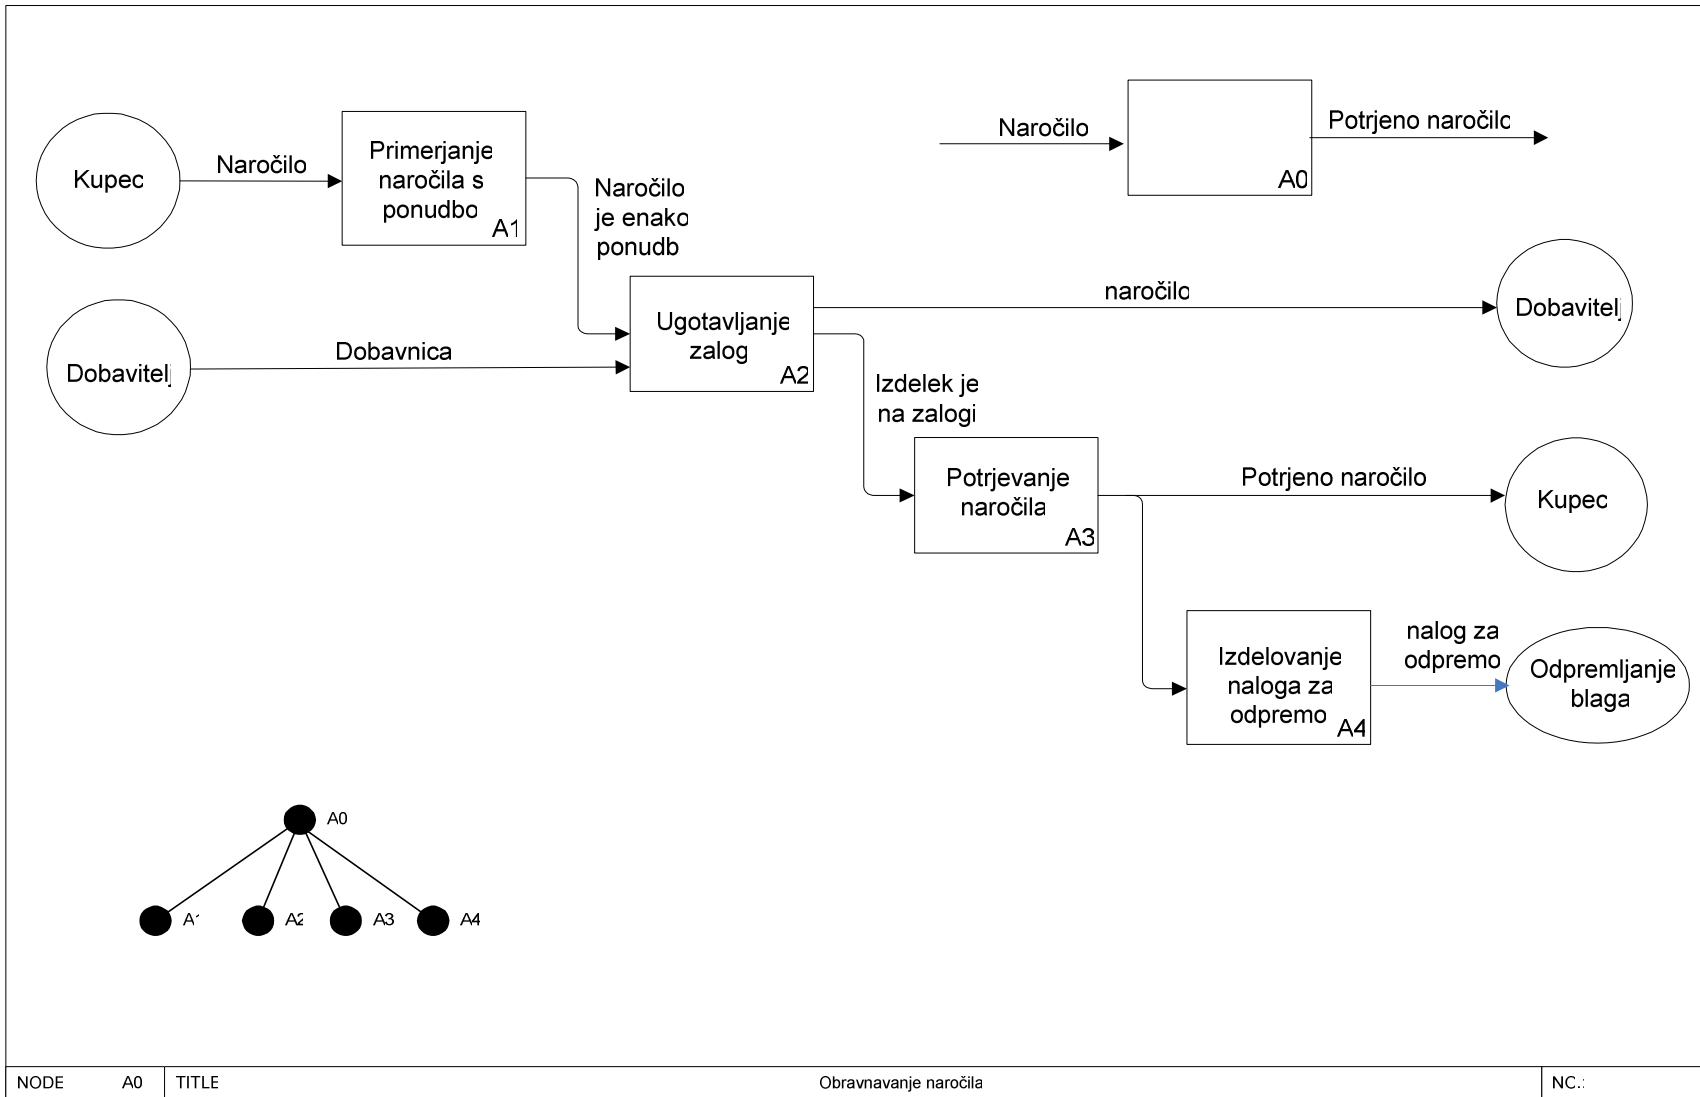 Kupec
Naročilo
Primerjanje
naročila s
ponudbo
A1
Naročilo
je enako
ponudb
Naročilo
A0
Potrjeno naročilo
Dobavitelj
Dobavnica
Ugotavljanje
zalog
A2
naročilo
Dobavitelj
Izdelek je
na zalogi
Potrjevanje
naročila
A3
Potrjeno naročilo
Kupec
Izdelovanje
naloga za
odpremo
A4
nalog za
odpremo
Odpremljanje
blaga
A0
A1
A2
A3
A4
NODE A0
TITLE
Obravnavanje naročila
NO.: